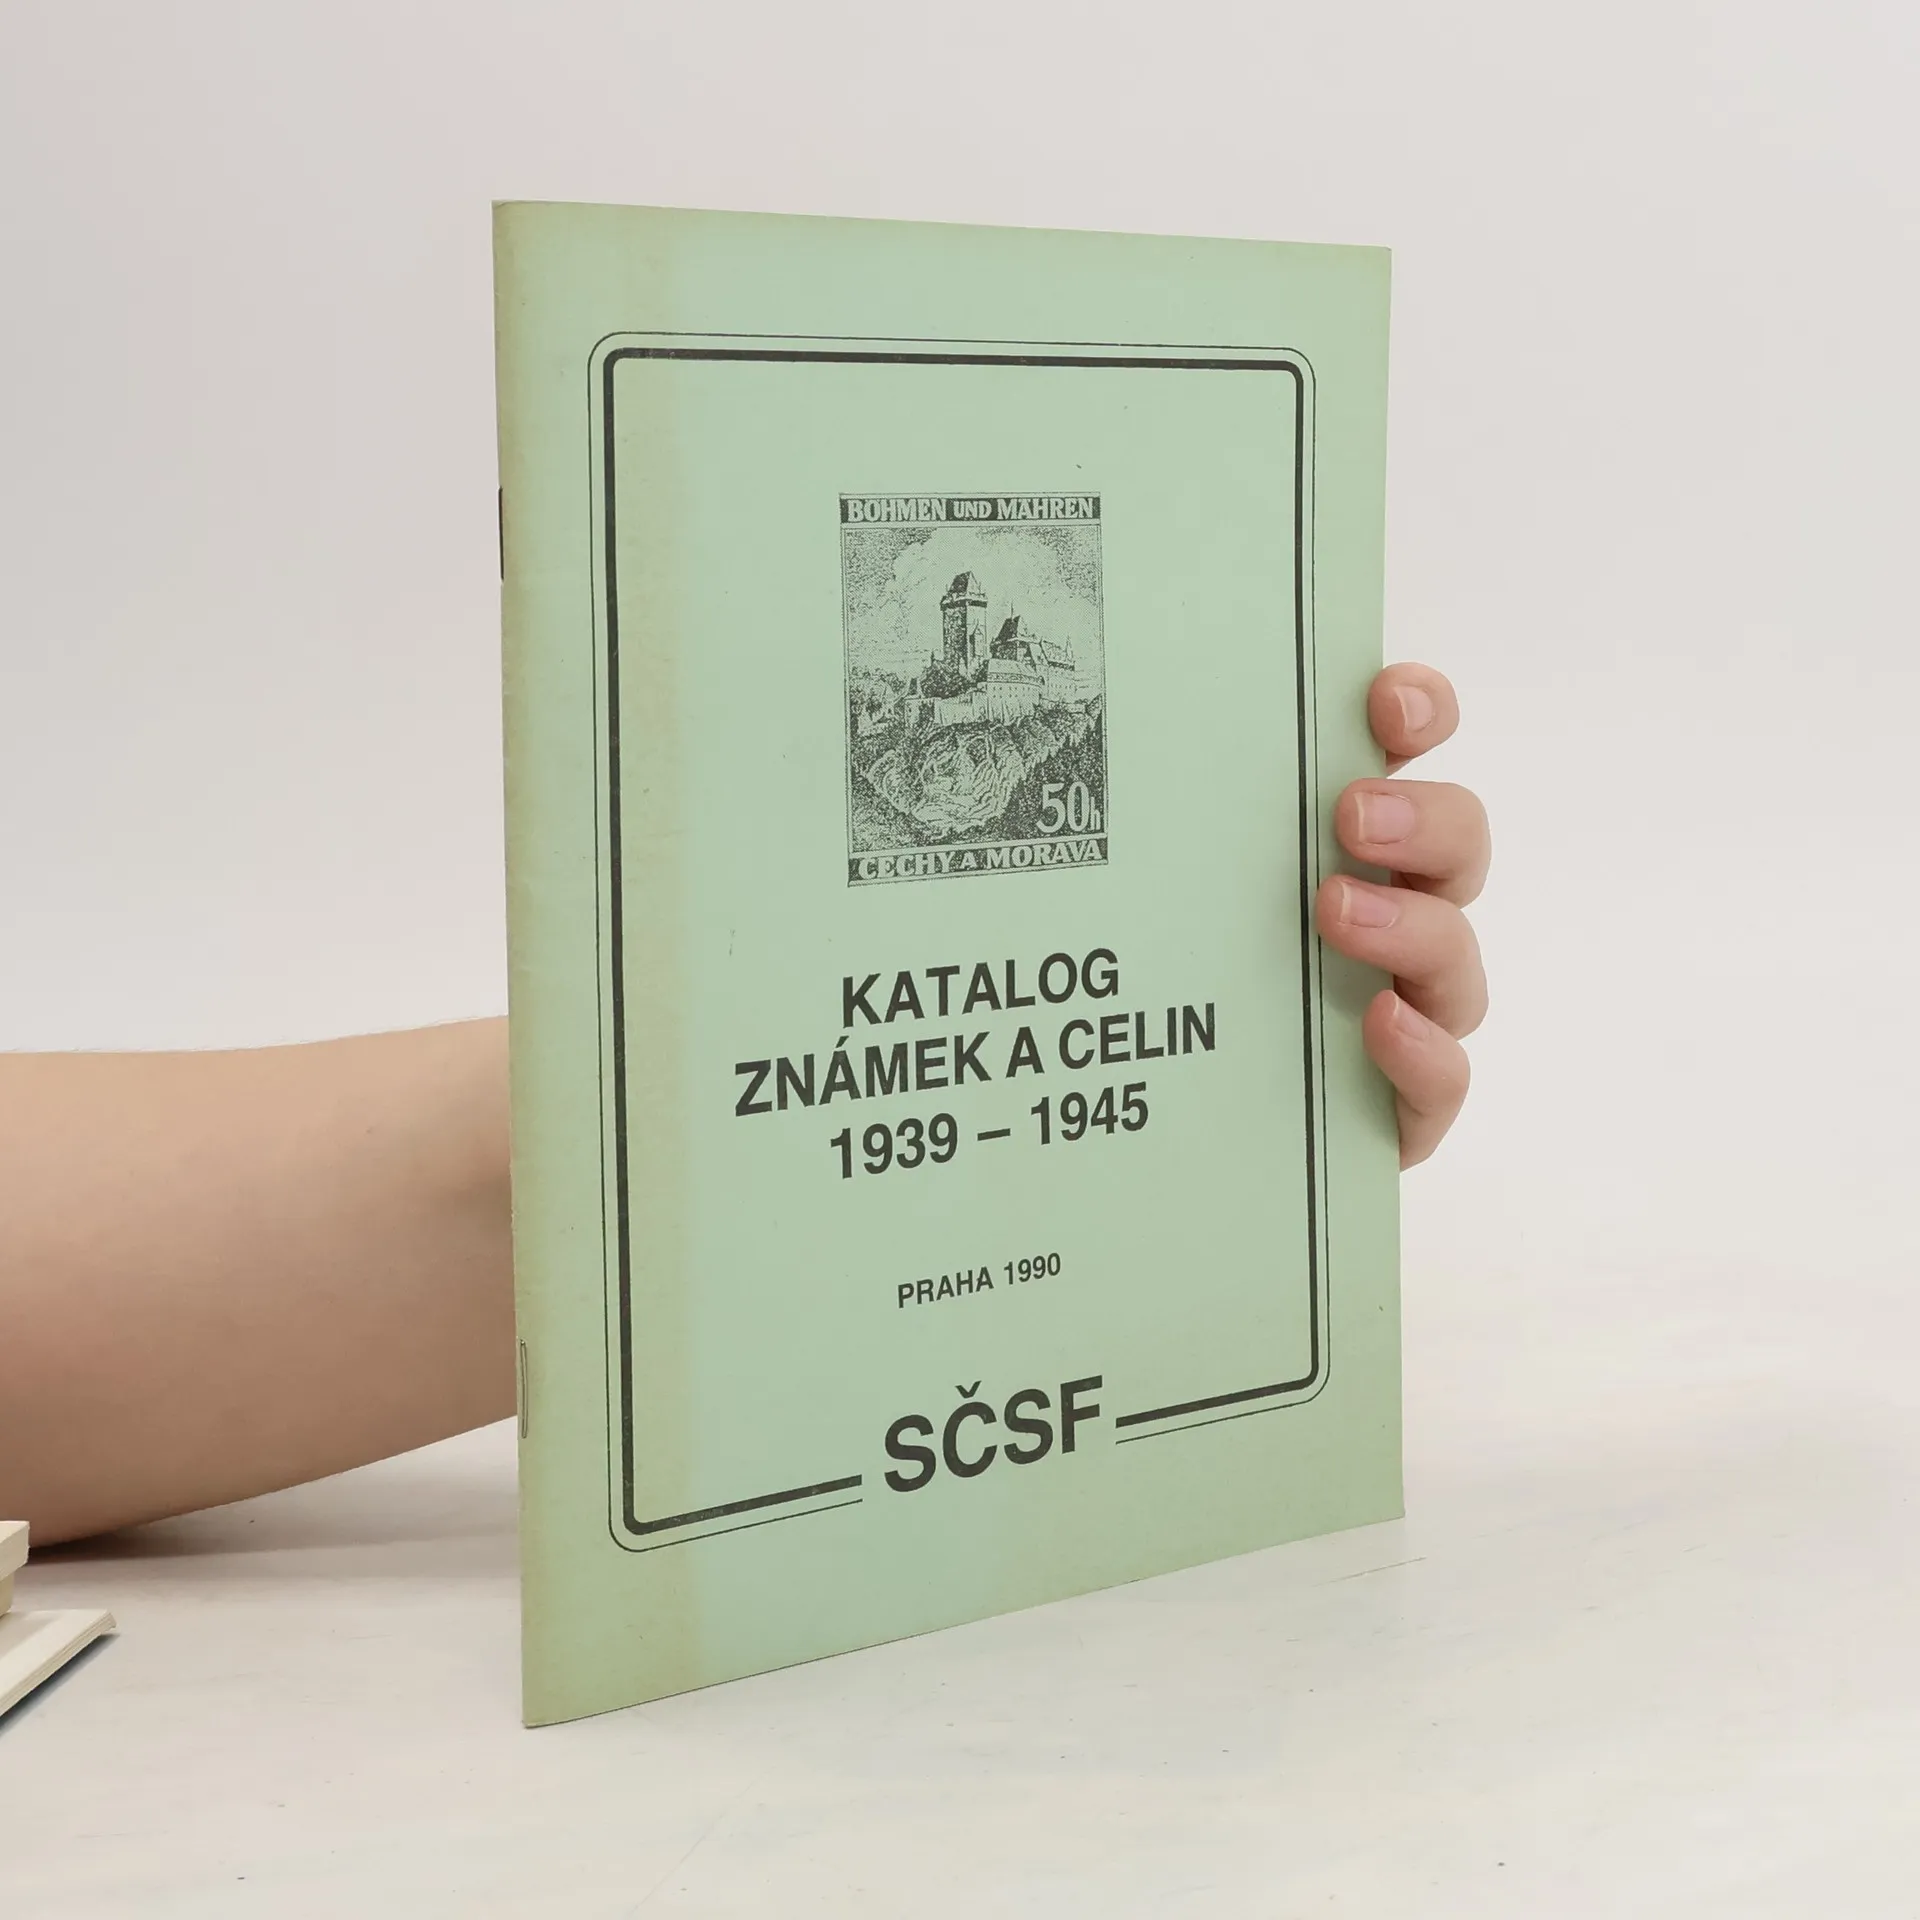 BÖHMEN UND MÄHREN
50h
ČECHY A MORAVA
KATALOG
ZNÁMEK A CELIN
1939 – 1945
PRAHA 1990
SČSF